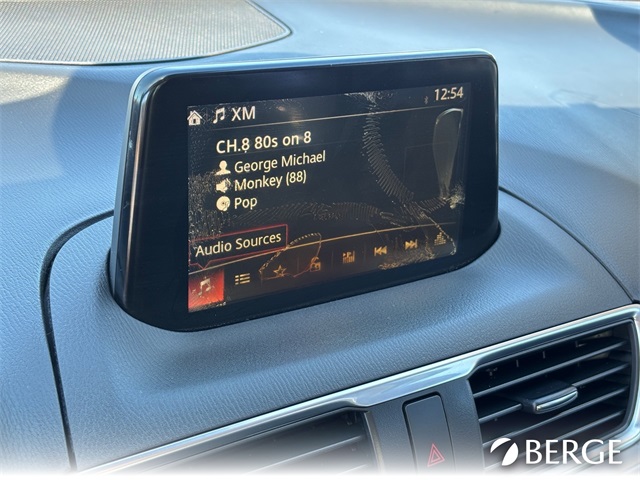 XM
12:54
CH.8 80s on 8
George Michael
Monkey (88)
Pop
Audio Sources
BERGE